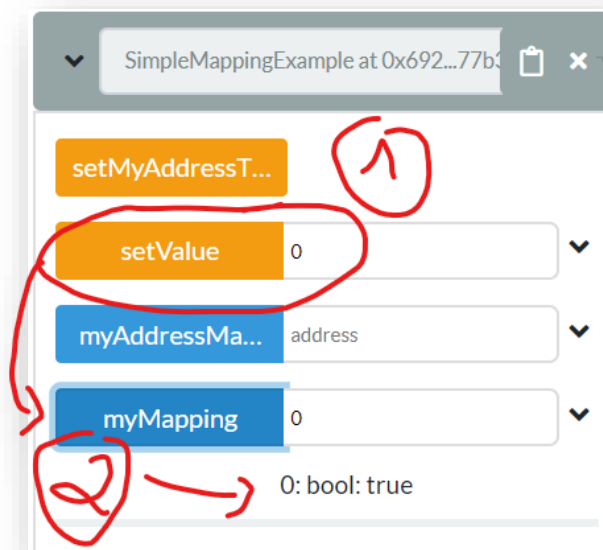 SimpleMappingExample at 0x692...77b3
setMyAddressT...
1
setValue 0
myAddressMa... address
myMapping 0
2
0: bool: true